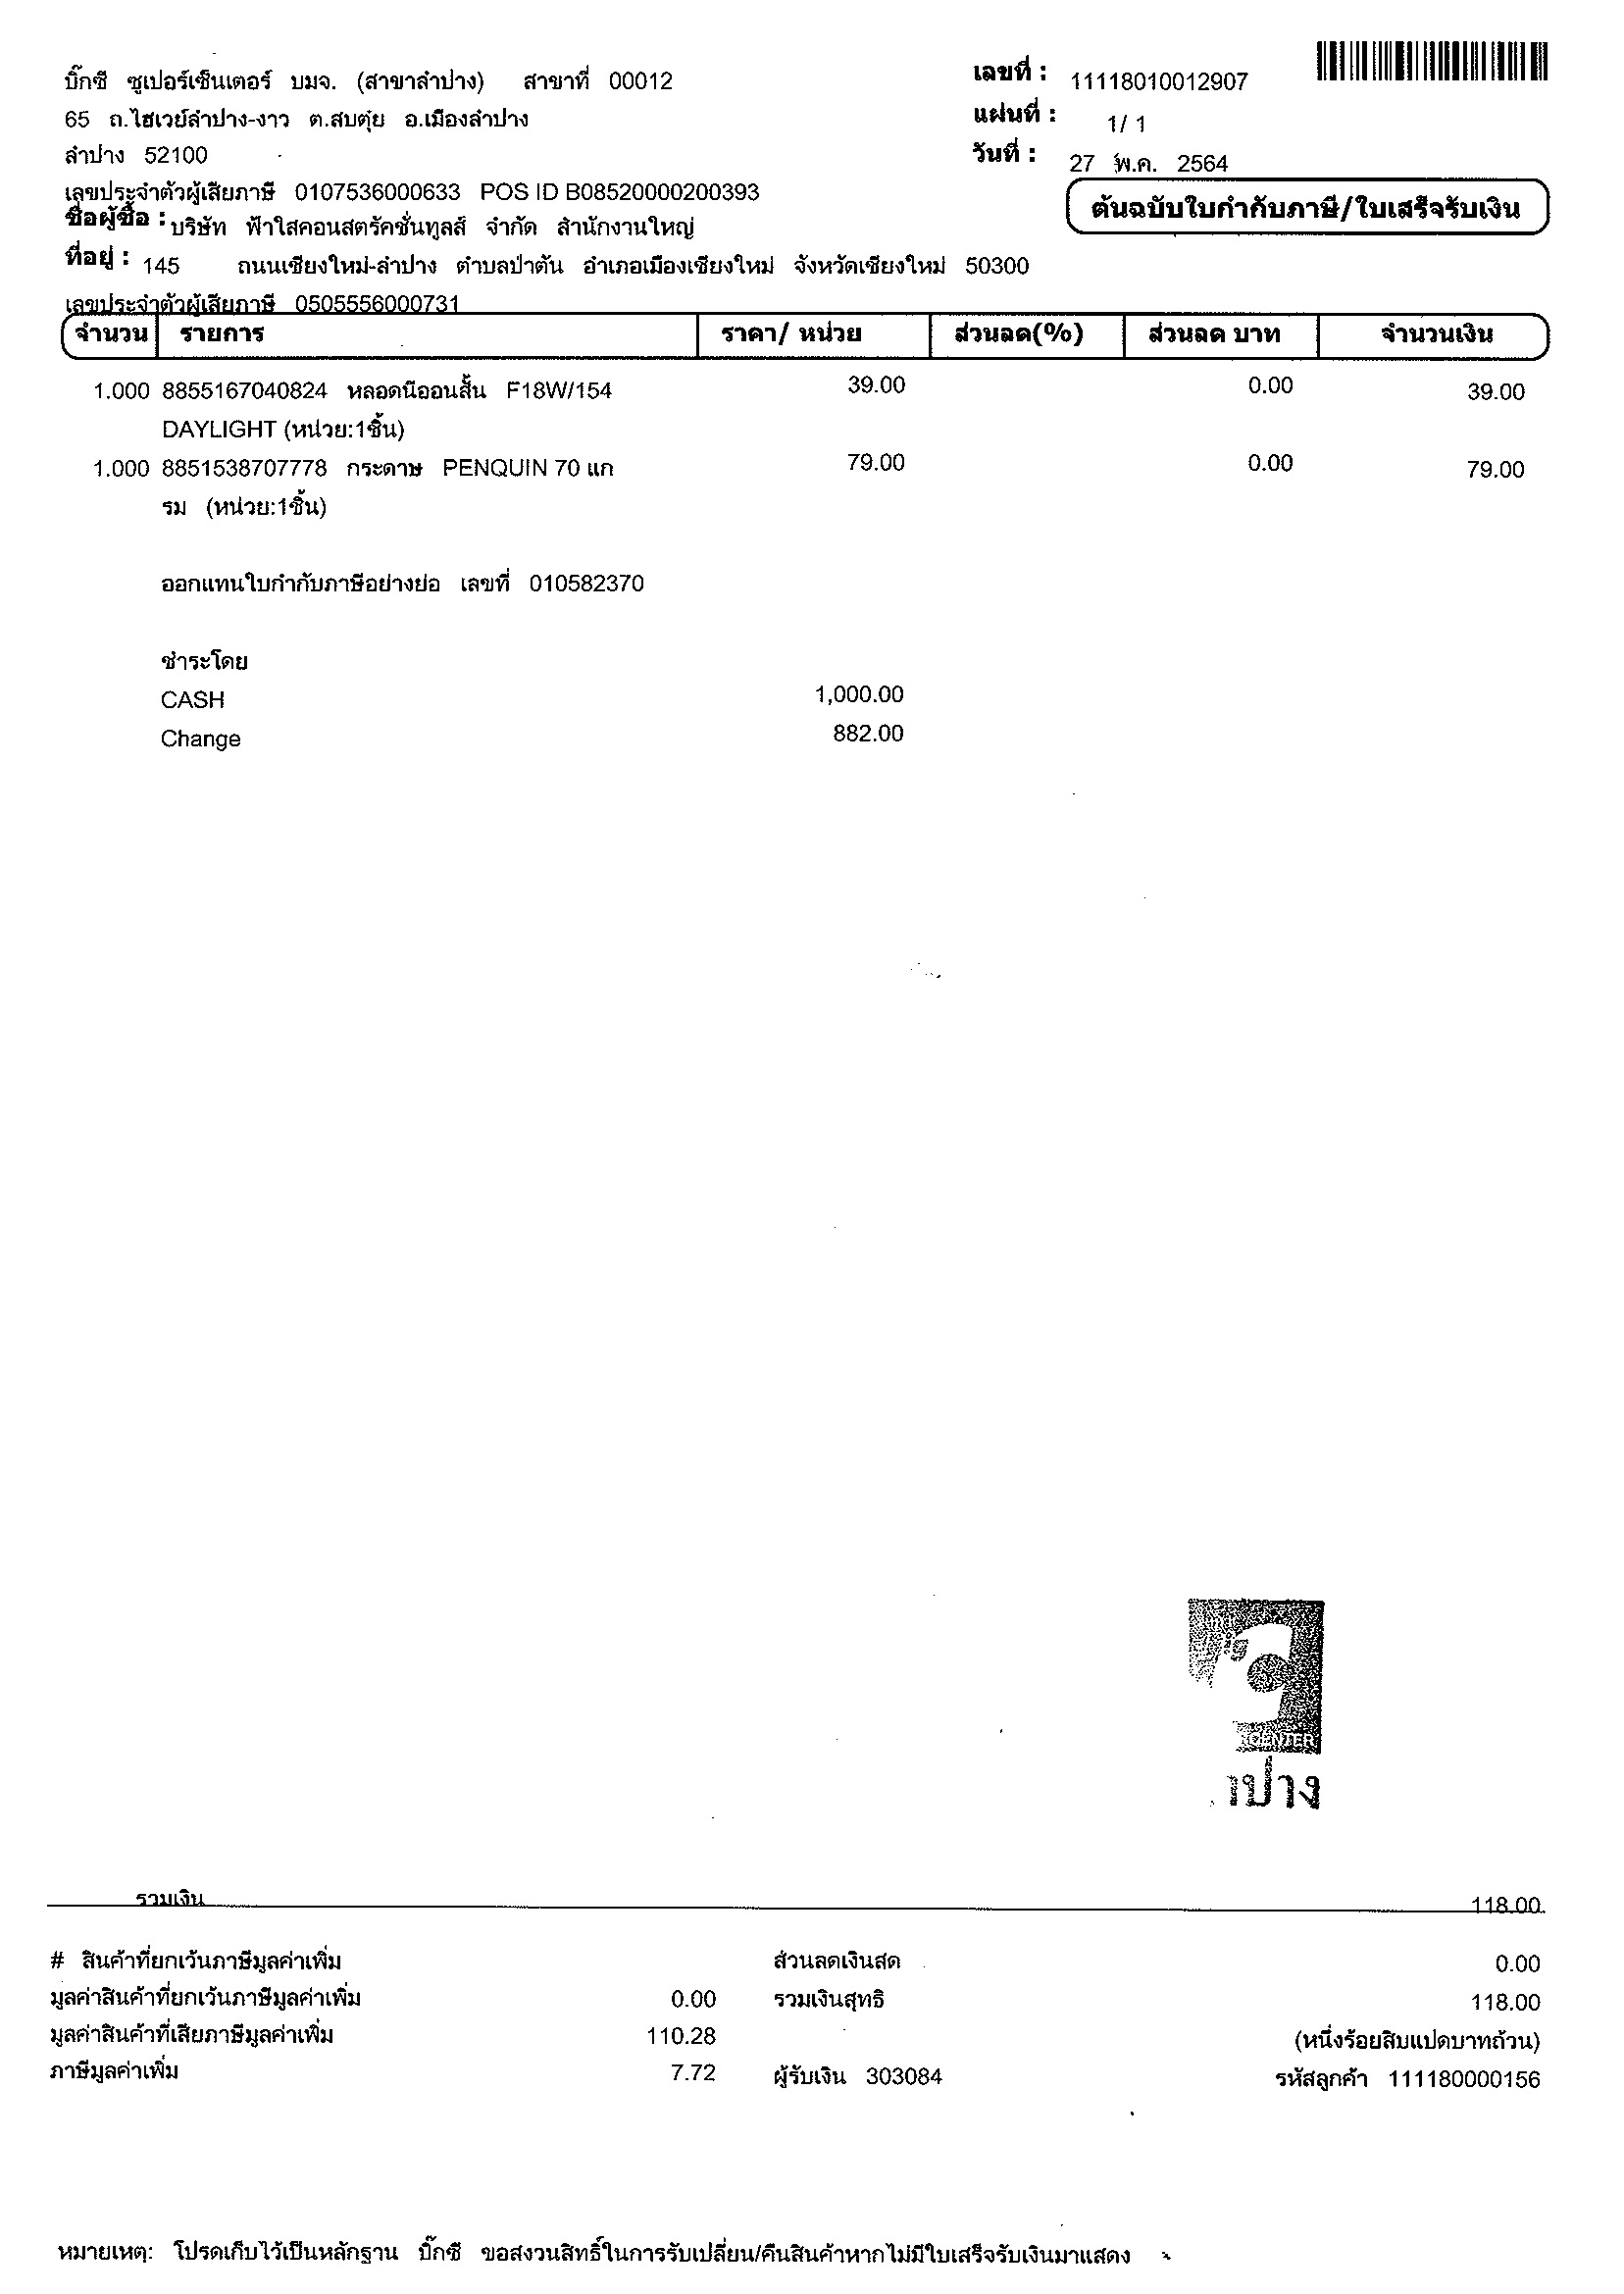 บิ๊กซี ซูเปอร์เซ็นเตอร์ บมจ. (สาขาลำปาง) สาขาที่ 00012
65 ถ.ไฮเวย์ลำปาง-งาว ต.สบตุ๋ย อ.เมืองลำปาง
ลำปาง 52100
เลขประจำตัวผู้เสียภาษี 0107536000633 POS ID B08520000200393
เลขที่ : 11118010012907
แผ่นที่ : 1/ 1
วันที่ : 27 พ.ค. 2564
ต้นฉบับใบกำกับภาษี/ใบเสร็จรับเงิน
ชื่อผู้ซื้อ : บริษัท ฟ้าใสคอนสตรัคชั่นทูลส์ จำกัด สำนักงานใหญ่
ที่อยู่ : 145 ถนนเชียงใหม่-ลำปาง ตำบลป่าตัน อำเภอเมืองเชียงใหม่ จังหวัดเชียงใหม่ 50300
เลขประจำตัวผู้เสียภาษี 0505556000731
จำนวน รายการ ราคา/ หน่วย ส่วนลด(%) ส่วนลด บาท จำนวนเงิน
1.000 8855167040824 หลอดนีออนสั้น F18W/154 39.00 0.00 39.00
DAYLIGHT (หน่วย:1ชิ้น)
1.000 8851538707778 กระดาษ PENQUIN 70 แก 79.00 0.00 79.00
รม (หน่วย:1ชิ้น)
ออกแทนใบกำกับภาษีอย่างย่อ เลขที่ 010582370
ชำระโดย
CASH 1,000.00
Change 882.00
CENTER
าปาง
รวมเงิน 118.00
# สินค้าที่ยกเว้นภาษีมูลค่าเพิ่ม ส่วนลดเงินสด 0.00
มูลค่าสินค้าที่ยกเว้นภาษีมูลค่าเพิ่ม 0.00 รวมเงินสุทธิ 118.00
มูลค่าสินค้าที่เสียภาษีมูลค่าเพิ่ม 110.28 (หนึ่งร้อยสิบแปดบาทถ้วน)
ภาษีมูลค่าเพิ่ม 7.72 ผู้รับเงิน 303084 รหัสลูกค้า 111180000156
หมายเหตุ: โปรดเก็บไว้เป็นหลักฐาน บิ๊กซี ขอสงวนสิทธิ์ในการรับเปลี่ยน/คืนสินค้าหากไม่มีใบเสร็จรับเงินมาแสดง